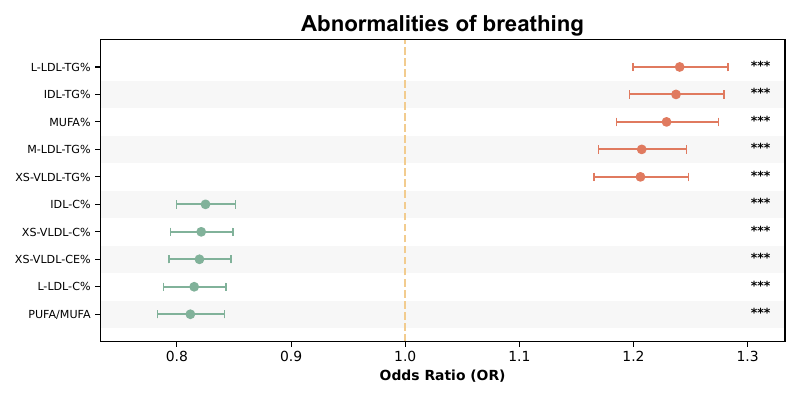 Abnormalities of breathing
L-LDL-TG% ***
IDL-TG% ***
MUFA% ***
M-LDL-TG% ***
XS-VLDL-TG% ***
IDL-C% ***
XS-VLDL-C% ***
XS-VLDL-CE% ***
L-LDL-C% ***
PUFA/MUFA ***
0.8 0.9 1.0 1.1 1.2 1.3
Odds Ratio (OR)